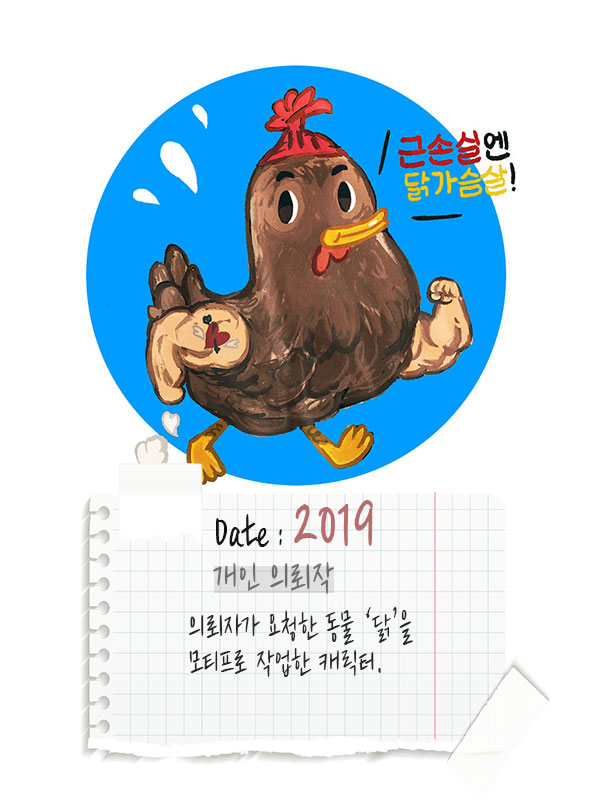 근손실엔
닭가슴살!
Date : 2019
개인 의뢰작
의뢰자가 요청한 동물 ‘닭’을
모티프로 작업한 캐릭터.